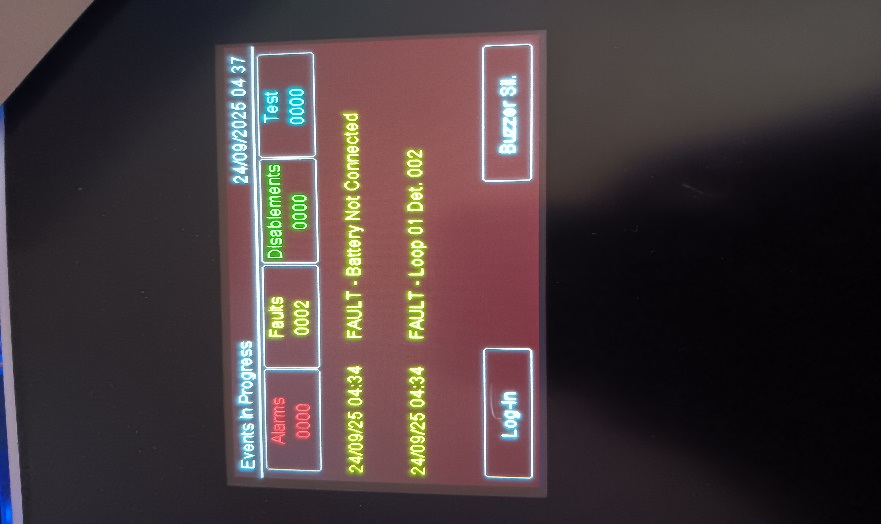 Events In Progress 24/09/2025 04 37
Alarms Faults Disablements Test
0000 0002 0000 0000
24/09/25 04:34 FAULT - Battery Not Connected
24/09/25 04:34 FAULT - Loop 01 Det. 002
Log-In Buzzer Sil.